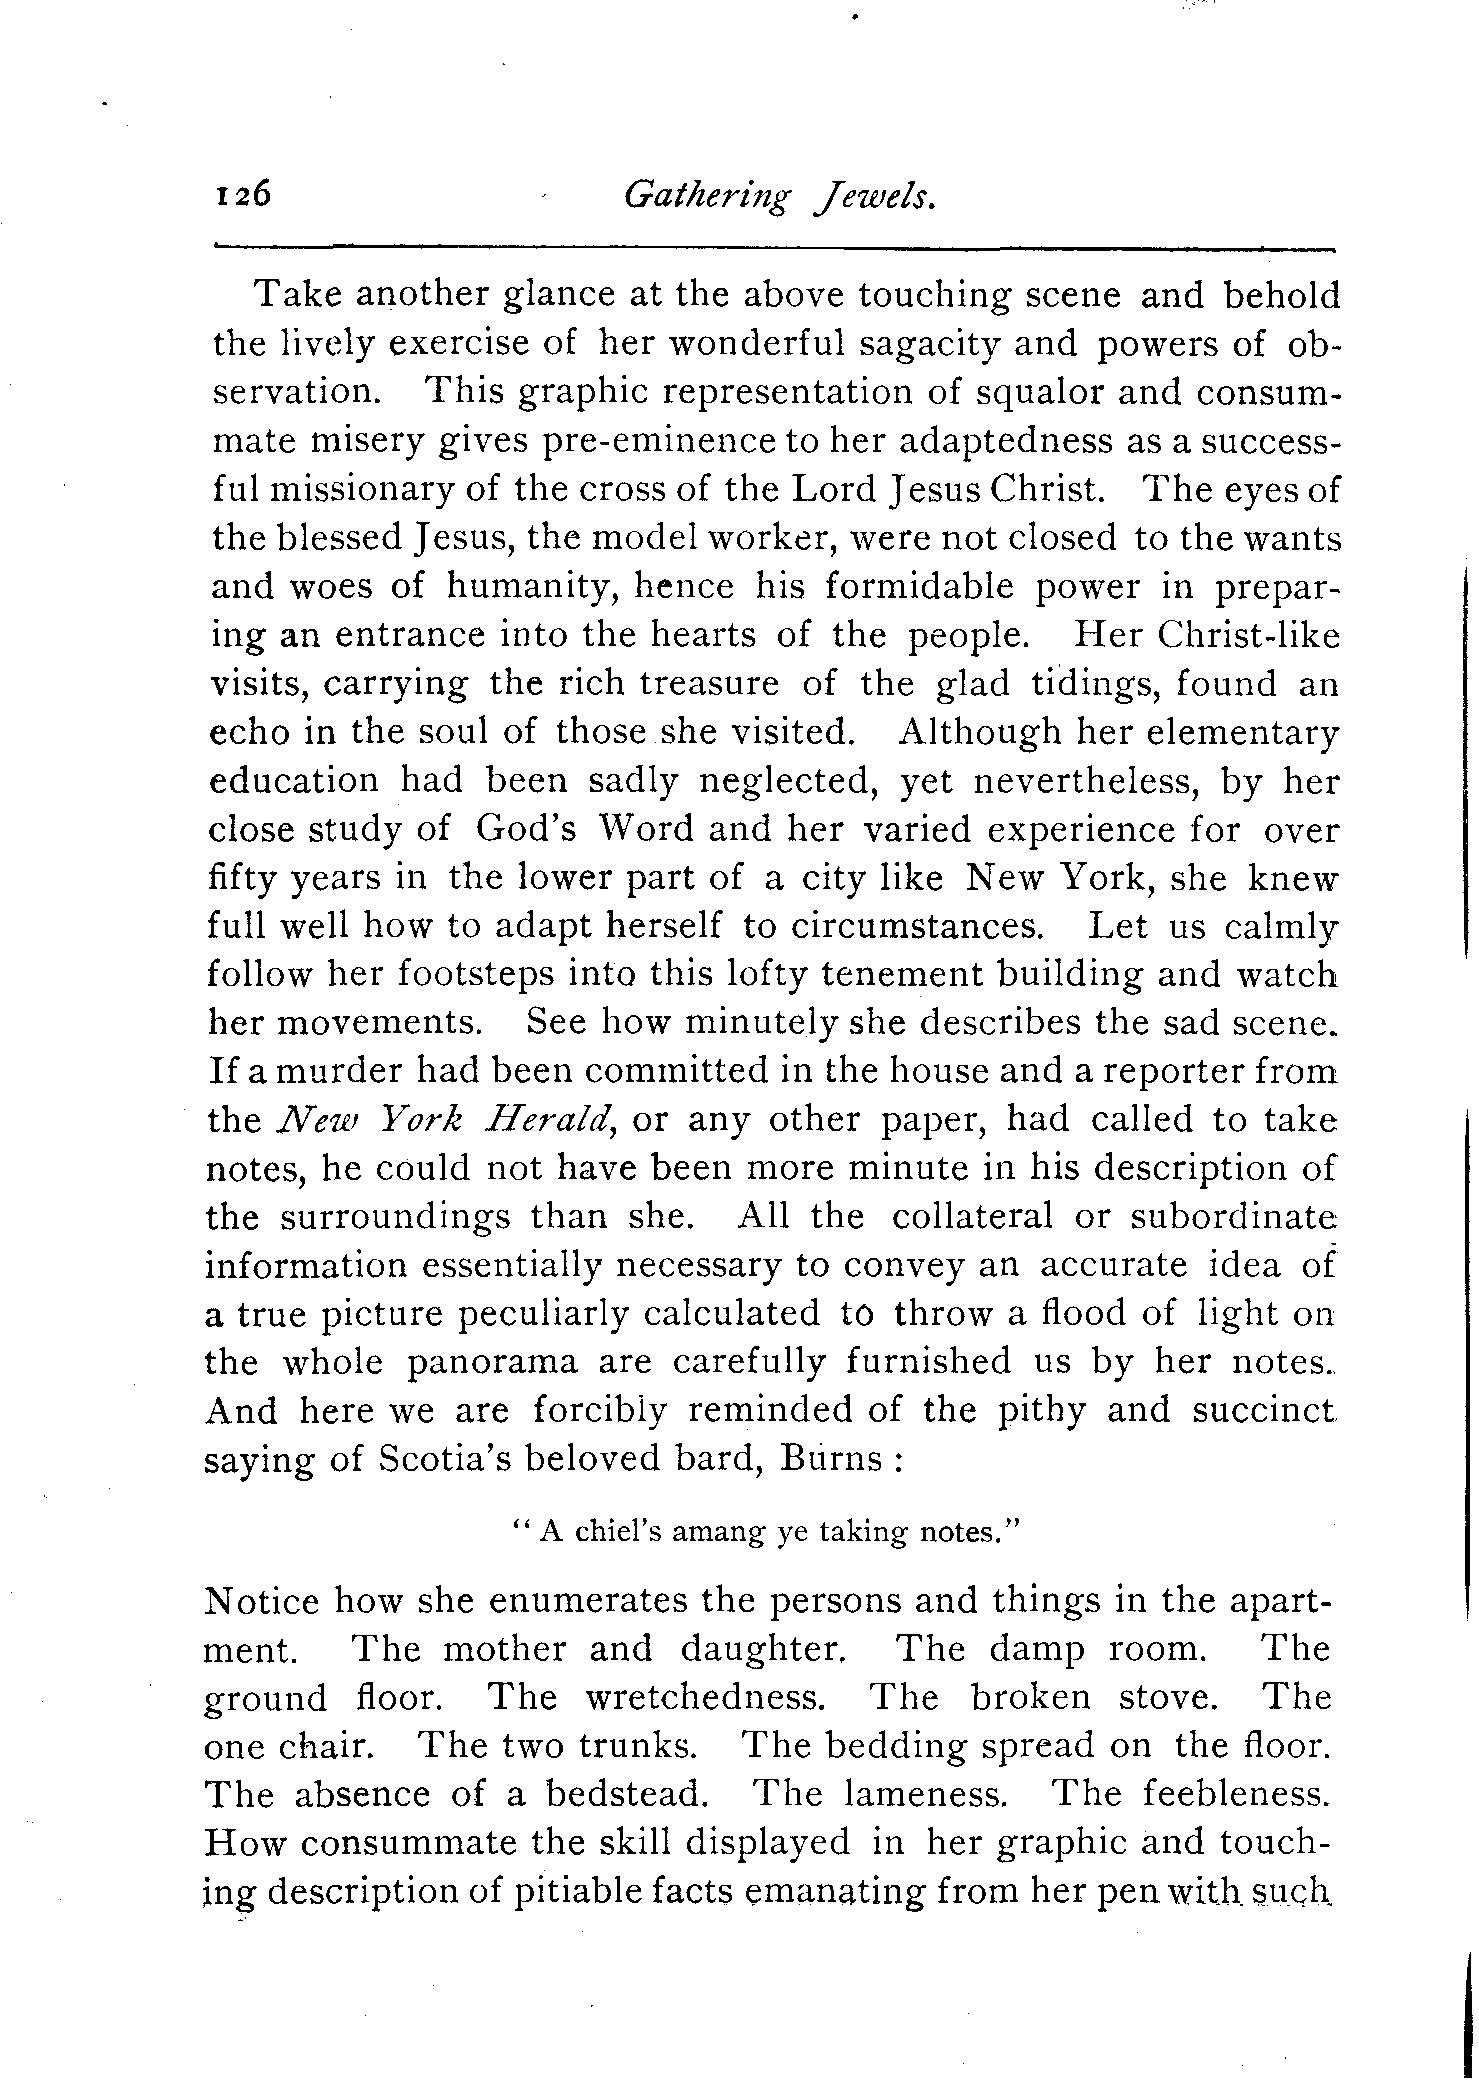 126 Gathering Jewels.
Take another glance at the above touching scene and behold
the lively exercise of her wonderful sagacity and powers of ob-
servation. This graphic representation of squalor and consum-
mate misery gives pre-eminence to her adaptedness as a success-
ful missionary of the cross of the Lord Jesus Christ. The eyes of
the blessed Jesus, the model worker, were not closed to the wants
and woes of humanity, hence his formidable power in prepar-
ing an entrance into the hearts of the people. Her Christ-like
visits, carrying the rich treasure of the glad tidings, found an
echo in the soul of those she visited. Although her elementary
education had been sadly neglected, yet nevertheless, by her
close study of God's Word and her varied experience for over
fifty years in the lower part of a city like New York, she knew
full well how to adapt herself to circumstances. Let us calmly
follow her footsteps into this lofty tenement building and watch
her movements. See how minutely she describes the sad scene.
If a murder had been committed in the house and a reporter from
the New York Herald, or any other paper, had called to take
notes, he could not have been more minute in his description of
the surroundings than she. All the collateral or subordinate
information essentially necessary to convey an accurate idea of
a true picture peculiarly calculated to throw a flood of light on
the whole panorama are carefully furnished us by her notes.
And here we are forcibly reminded of the pithy and succinct
saying of Scotia's beloved bard, Burns :
"A chiel's amang ye taking notes."
Notice how she enumerates the persons and things in the apart-
ment. The mother and daughter. The damp room. The
ground floor. The wretchedness. The broken stove. The
one chair. The two trunks. The bedding spread on the floor.
The absence of a bedstead. The lameness. The feebleness.
How consummate the skill displayed in her graphic and touch-
ing description of pitiable facts emanating from her pen with such